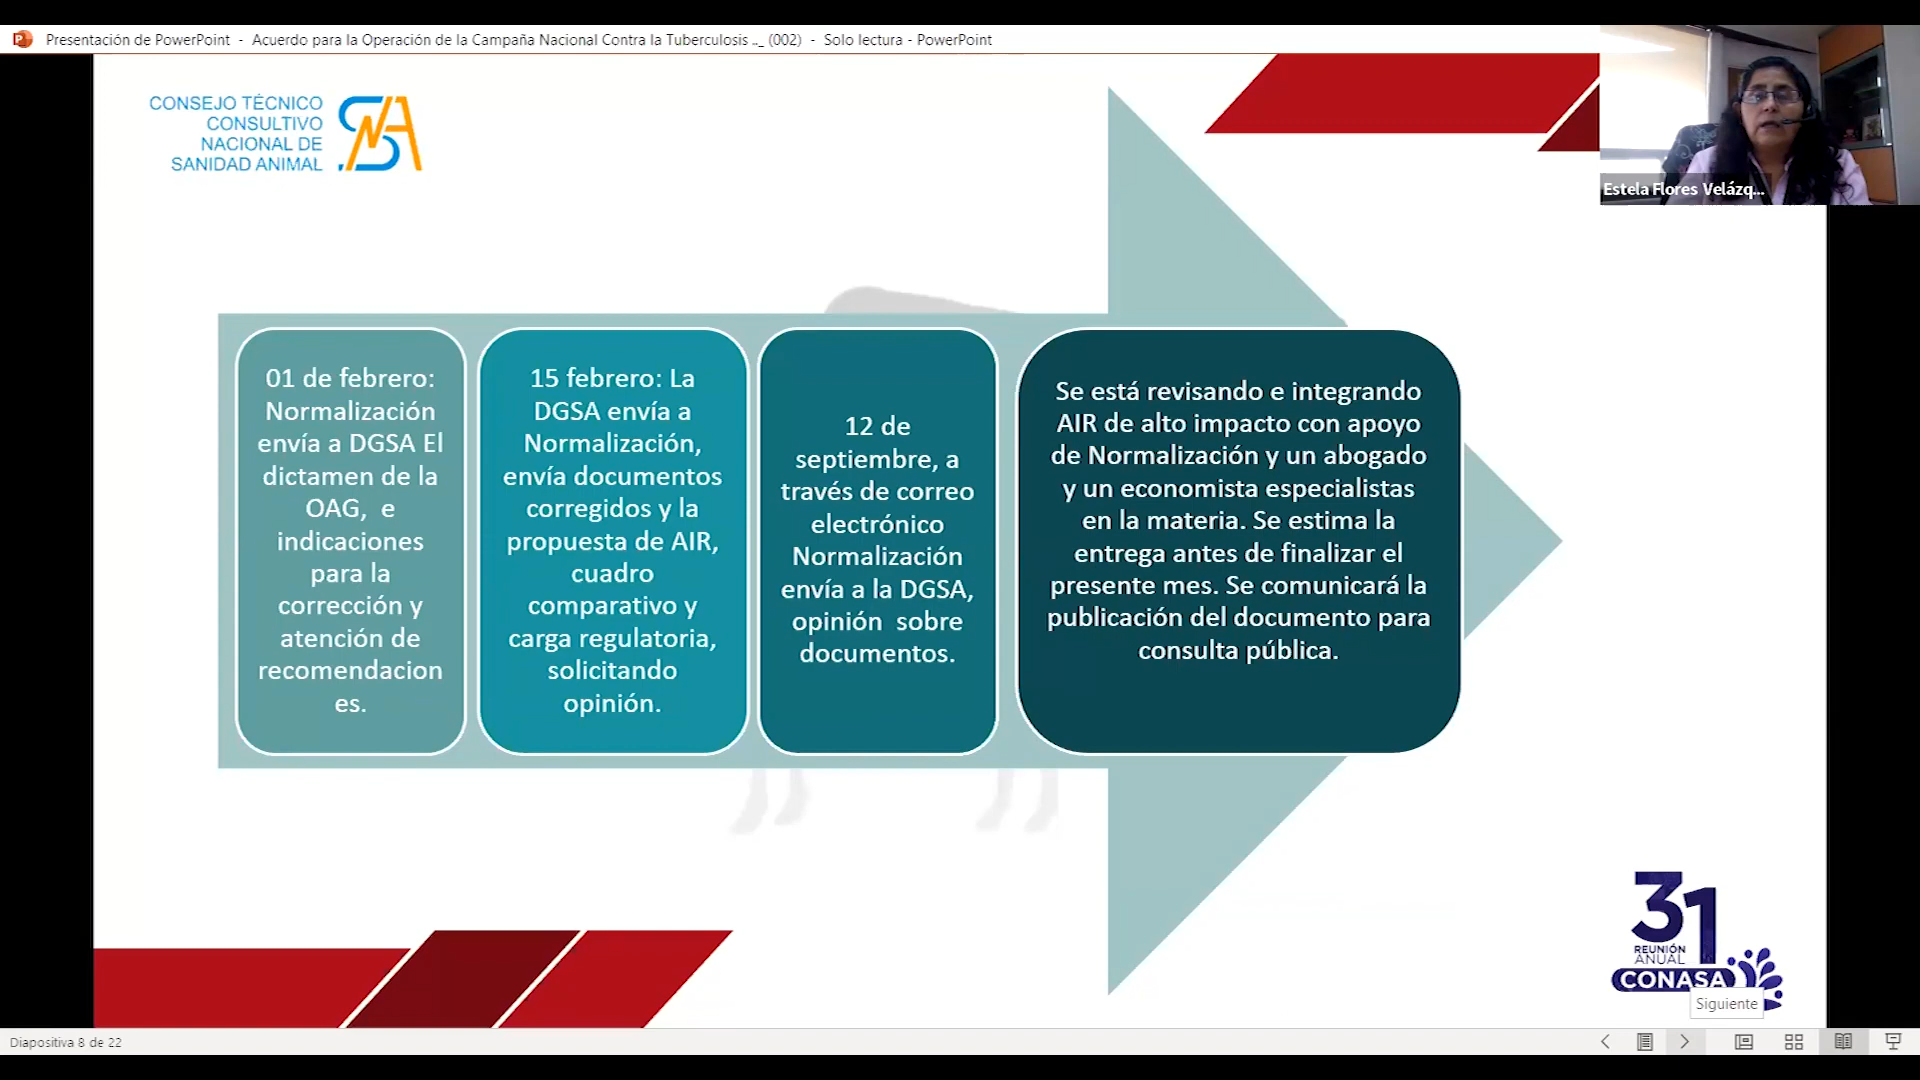 Presentación de PowerPoint - Acuerdo para la Operación de la Campaña Nacional Contra la Tuberculosis .._ (002) - Solo lectura - PowerPoint
CONSEJO TÉCNICO
CONSULTIVO
NACIONAL DE
SANIDAD ANIMAL
Estela Flores Velázq...
01 de febrero:
Normalización
envía a DGSA El
dictamen de la
OAG, e
indicaciones
para la
corrección y
atención de
recomendacion
es.
15 febrero: La
DGSA envía a
Normalización,
envía documentos
corregidos y la
propuesta de AIR,
cuadro
comparativo y
carga regulatoria,
solicitando
opinión.
12 de
septiembre, a
través de correo
electrónico
Normalización
envía a la DGSA,
opinión sobre
documentos.
Se está revisando e integrando
AIR de alto impacto con apoyo
de Normalización y un abogado
y un economista especialistas
en la materia. Se estima la
entrega antes de finalizar el
presente mes. Se comunicará la
publicación del documento para
consulta pública.
31
REUNIÓN
ANUAL
CONASA
Siguiente
Diapositiva 8 de 22